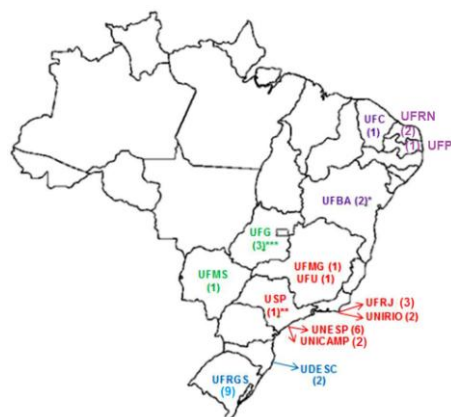 UFC
(1)
UFRN
(2)
(1) UFP
UFBA (2)*
UFG
(3)***
UFMS
(1)
UFMG (1)
UFU (1)
USP
(1)**
UFRJ (3)
UNIRIO (2)
UNESP (6)
UNICAMP (2)
UDESC
(2)
UFRGS
(9)